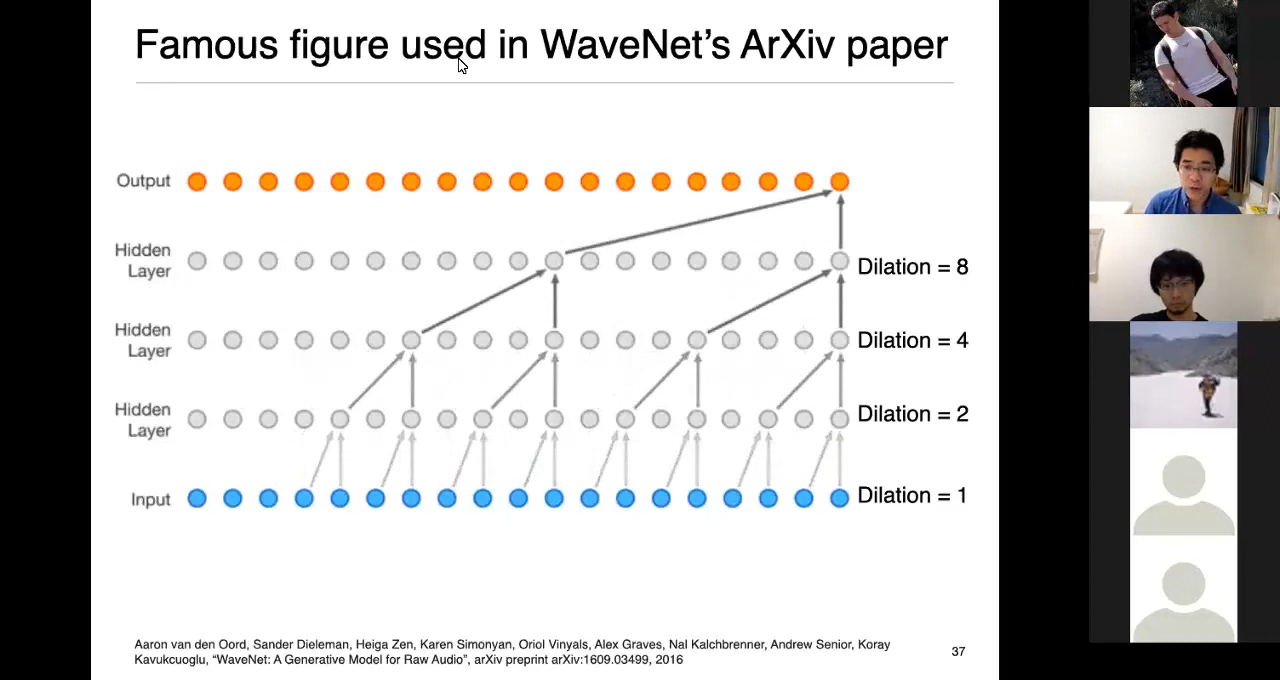 Famous figure used in WaveNet's ArXiv paper
Output
Hidden
Layer
Dilation = 8
Hidden
Layer
Dilation = 4
Hidden
Layer
Dilation = 2
Input
Dilation = 1
Aaron van den Oord, Sander Dieleman, Heiga Zen, Karen Simonyan, Oriol Vinyals, Alex Graves, Nal Kalchbrenner, Andrew Senior, Koray
Kavukcuoglu, "WaveNet: A Generative Model for Raw Audio", arXiv preprint arXiv:1609.03499, 2016
37